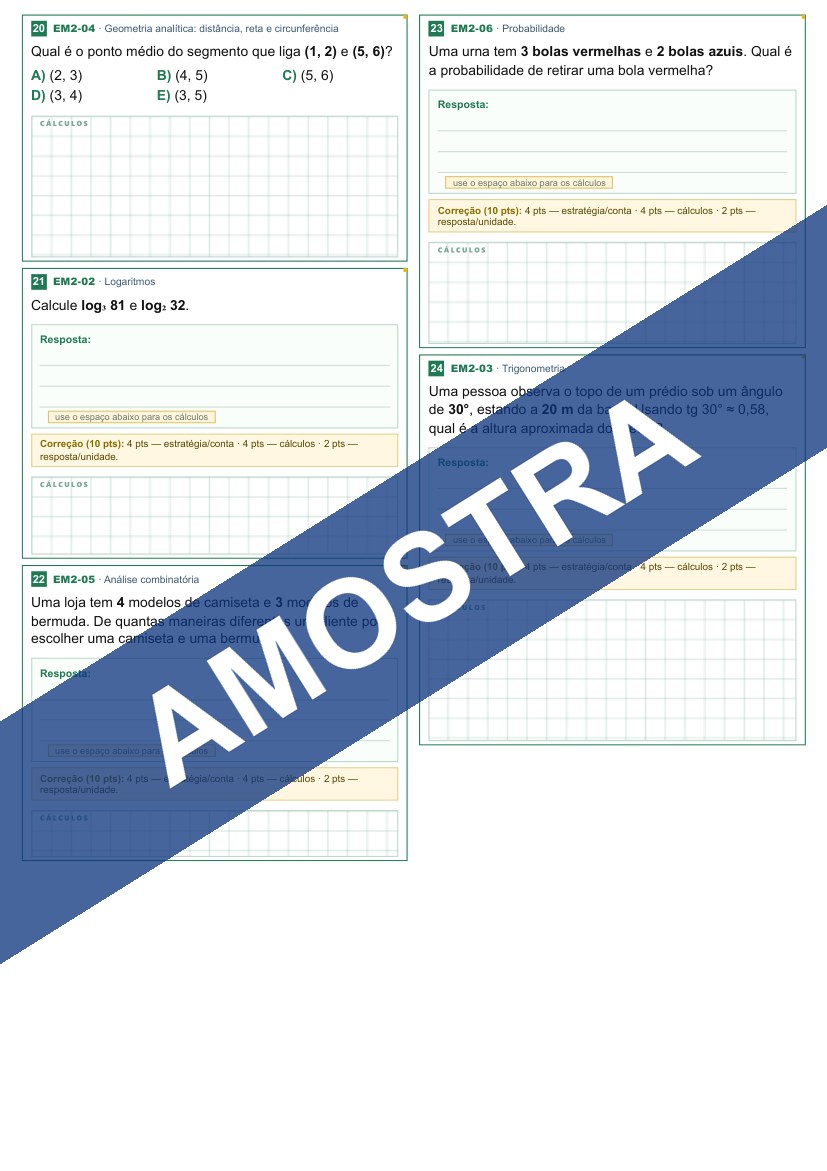 20 EM2-04 · Geometria analítica: distância, reta e circunferência
Qual é o ponto médio do segmento que liga (1, 2) e (5, 6)?
A) (2, 3) B) (4, 5) C) (5, 6)
D) (3, 4) E) (3, 5)
CÁLCULOS
21 EM2-02 · Logaritmos
Calcule log₃ 81 e log₂ 32.
Resposta:
use o espaço abaixo para os cálculos
Correção (10 pts): 4 pts — estratégia/conta · 4 pts — cálculos · 2 pts —
resposta/unidade.
CÁLCULOS
22 EM2-05 · Análise combinatória
Uma loja tem 4 modelos de camiseta e 3 modelos de
bermuda. De quantas maneiras diferentes um cliente pode
escolher uma camiseta e uma bermuda?
Resposta:
use o espaço abaixo para os cálculos
Correção (10 pts): 4 pts — estratégia/conta · 4 pts — cálculos · 2 pts —
resposta/unidade.
CÁLCULOS
23 EM2-06 · Probabilidade
Uma urna tem 3 bolas vermelhas e 2 bolas azuis. Qual é
a probabilidade de retirar uma bola vermelha?
Resposta:
use o espaço abaixo para os cálculos
Correção (10 pts): 4 pts — estratégia/conta · 4 pts — cálculos · 2 pts —
resposta/unidade.
CÁLCULOS
24 EM2-03 · Trigonometria
Uma pessoa observa o topo de um prédio sob um ângulo
de 30°, estando a 20 m da base. Usando tg 30° ≈ 0,58,
qual é a altura aproximada do
Resposta:
use o espaço abaixo para os cálculos
Correção (10 pts): 4 pts — estratégia/conta · 4 pts — cálculos · 2 pts —
resposta/unidade.
CÁLCULOS
AMOSTRA